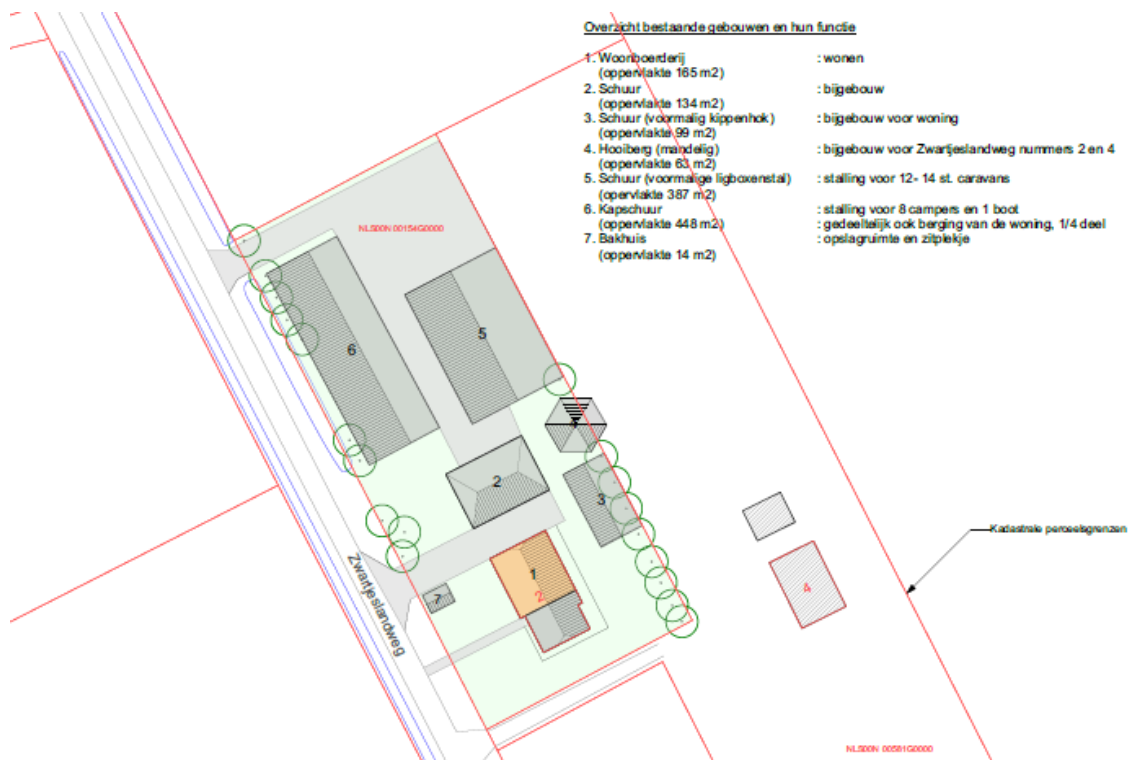 Overzicht bestaande gebouwen en hun functie
1. Woonboerderij : wonen
(oppervlakte 165 m2)
2. Schuur : bijgebouw
(oppervlakte 134 m2)
3. Schuur (voormalig kippenhok) : bijgebouw voor woning
(oppervlakte 99 m2)
4. Hooiberg (mandelig) : bijgebouw voor Zwartjeslandweg nummers 2 en 4
(oppervlakte 63 m2)
5. Schuur (voormalige ligboxenstal) : stalling voor 12- 14 st. caravans
(opervlakte 387 m2)
6. Kapschuur : stalling voor 8 campers en 1 boot
(oppervlakte 448 m2) : gedeeltelijk ook berging van de woning, 1/4 deel
7. Bakhuis : opslagruimte en zitplekje
(oppervlakte 14 m2)
NLS00N 00154G0000
6
5
4
2
3
Kadastrale perceelsgrenzen
1
2
7
4
Zwartjeslandweg
NLS00N 00581G0000